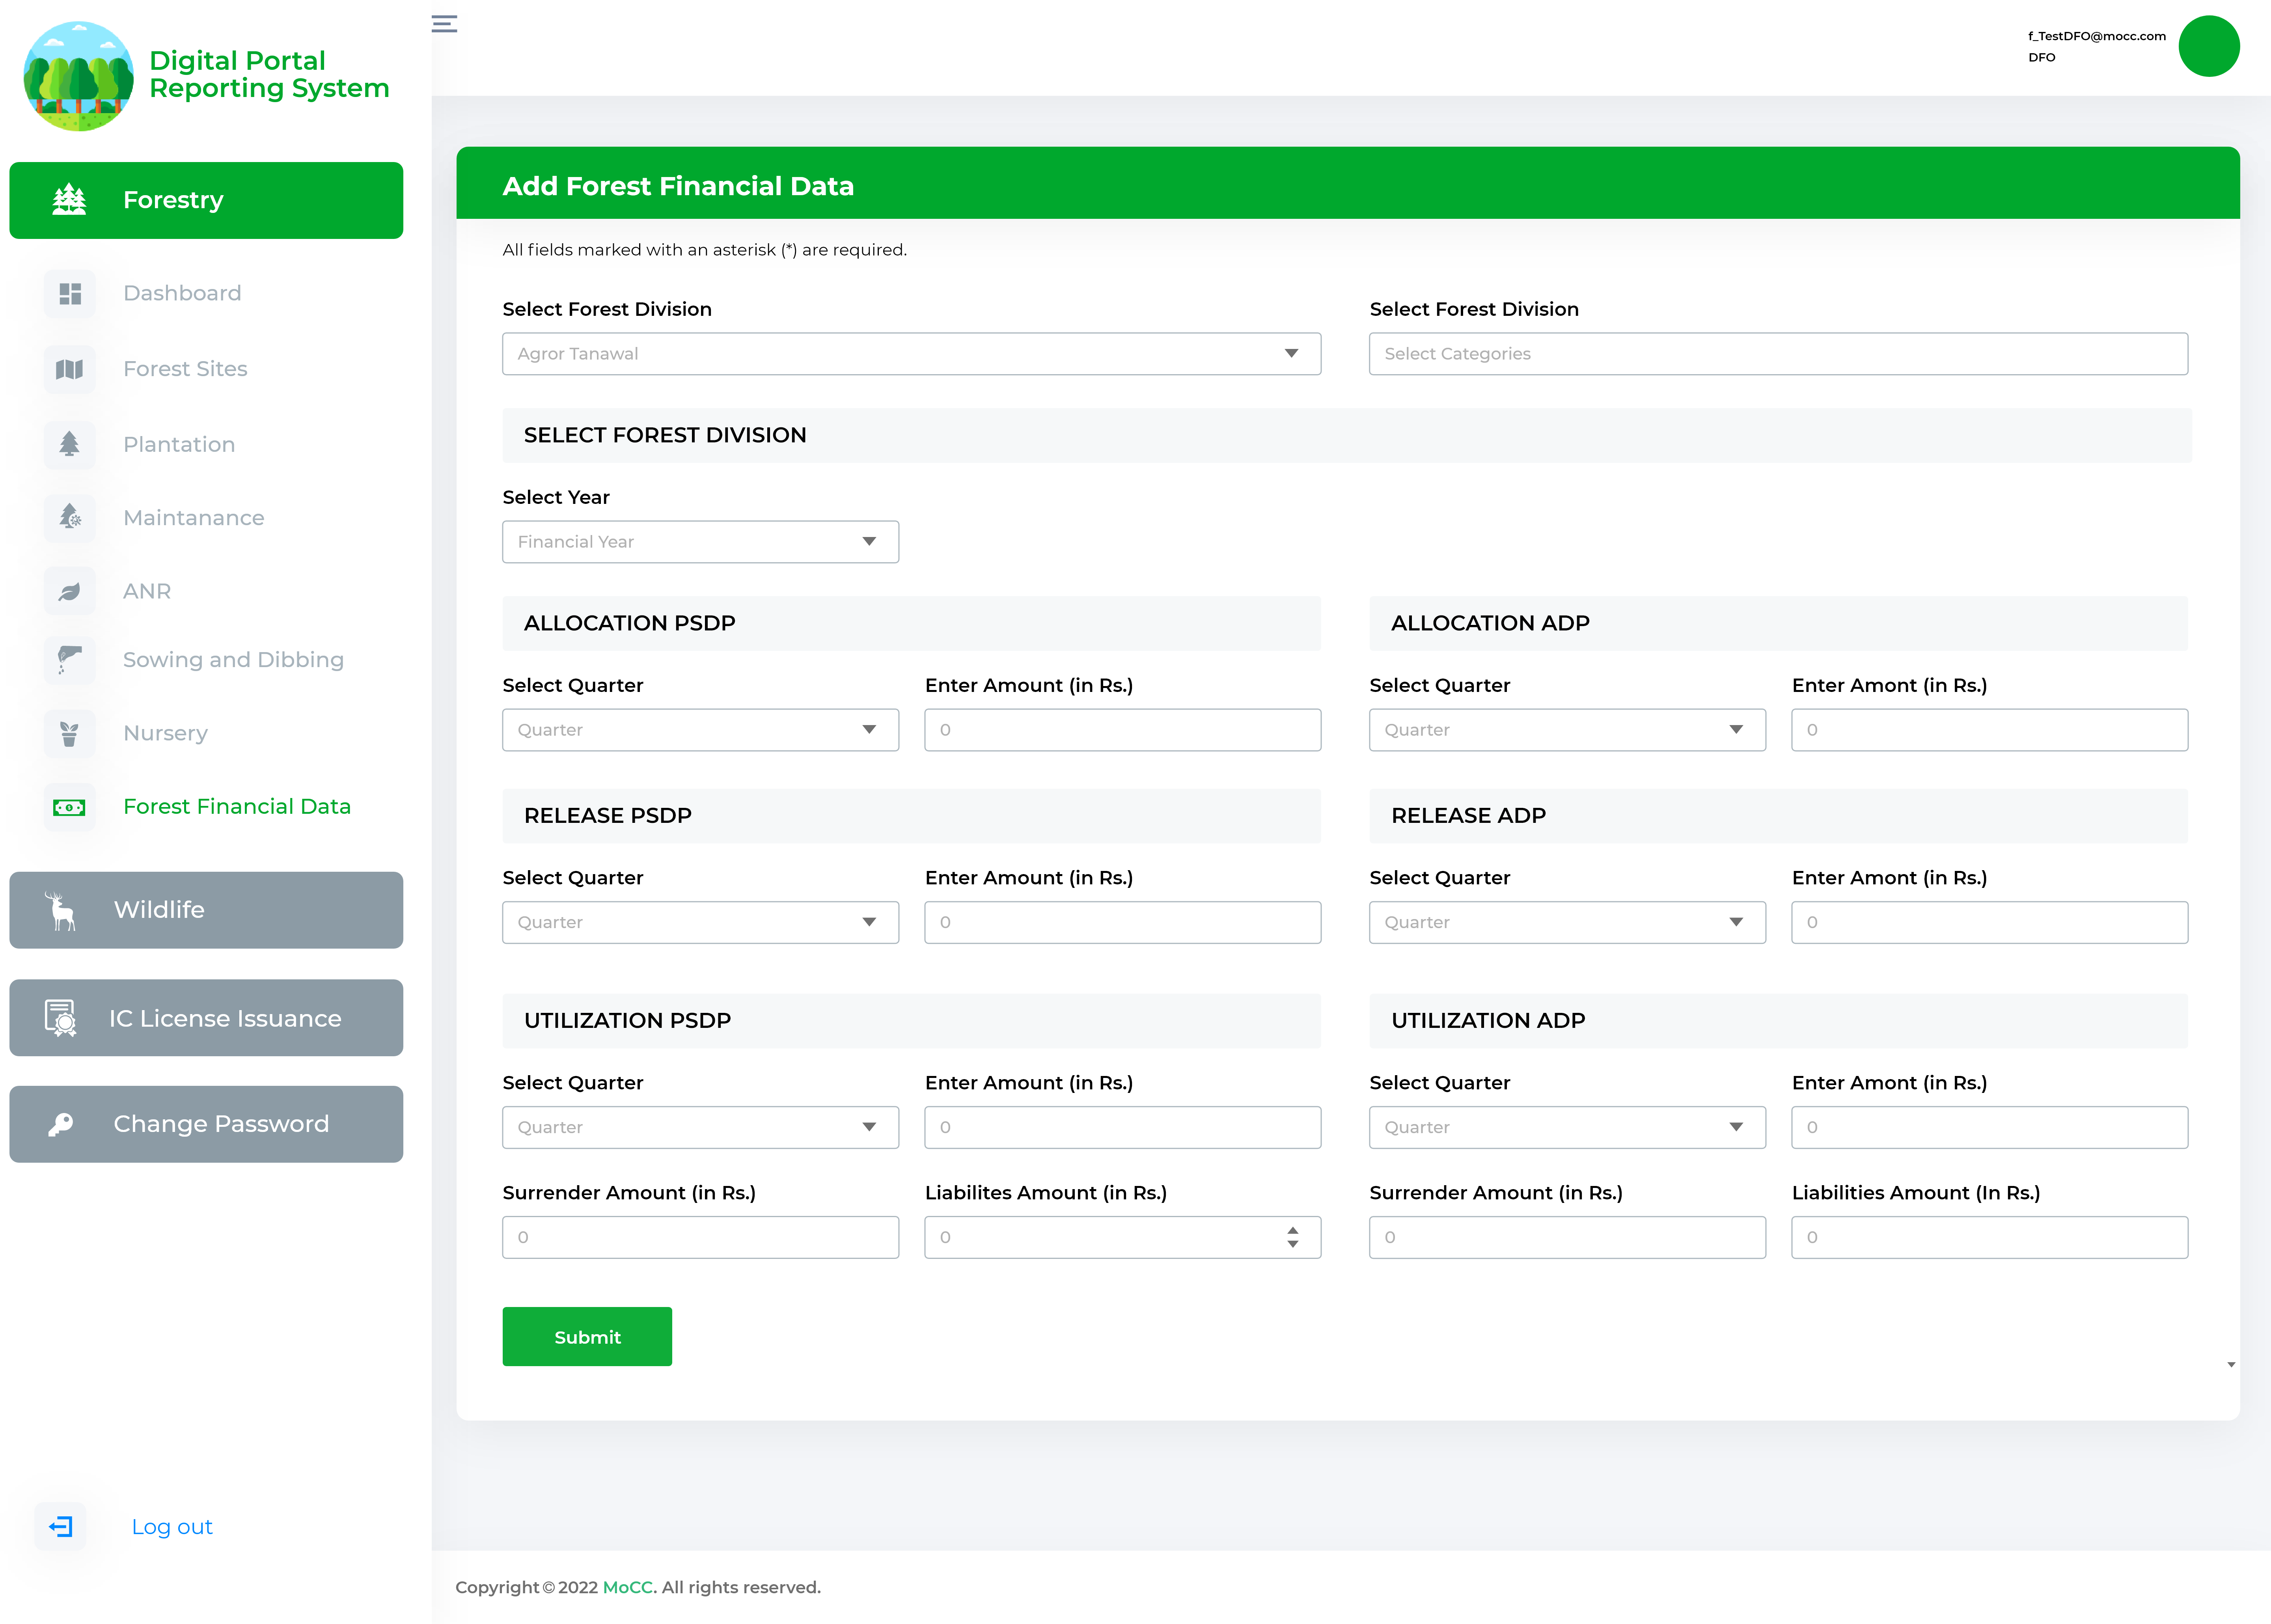 Digital Portal
Reporting System
f_TestDFO@mocc.com
DFO
Forestry
Dashboard
Forest Sites
Plantation
Maintanance
ANR
Sowing and Dibbing
Nursery
Forest Financial Data
Wildlife
IC License Issuance
Change Password
Log out
Add Forest Financial Data
All fields marked with an asterisk (*) are required.
Select Forest Division
Select Forest Division
Agror Tanawal
Select Categories
SELECT FOREST DIVISION
Select Year
Financial Year
ALLOCATION PSDP
ALLOCATION ADP
Select Quarter
Enter Amount (in Rs.)
Select Quarter
Enter Amont (in Rs.)
Quarter
0
Quarter
0
RELEASE PSDP
RELEASE ADP
Select Quarter
Enter Amount (in Rs.)
Select Quarter
Enter Amont (in Rs.)
Quarter
0
Quarter
0
UTILIZATION PSDP
UTILIZATION ADP
Select Quarter
Enter Amount (in Rs.)
Select Quarter
Enter Amont (in Rs.)
Quarter
0
Quarter
0
Surrender Amount (in Rs.)
Liabilites Amount (in Rs.)
Surrender Amount (in Rs.)
Liabilities Amount (In Rs.)
0
0
0
0
Submit
Copyright © 2022 MoCC. All rights reserved.